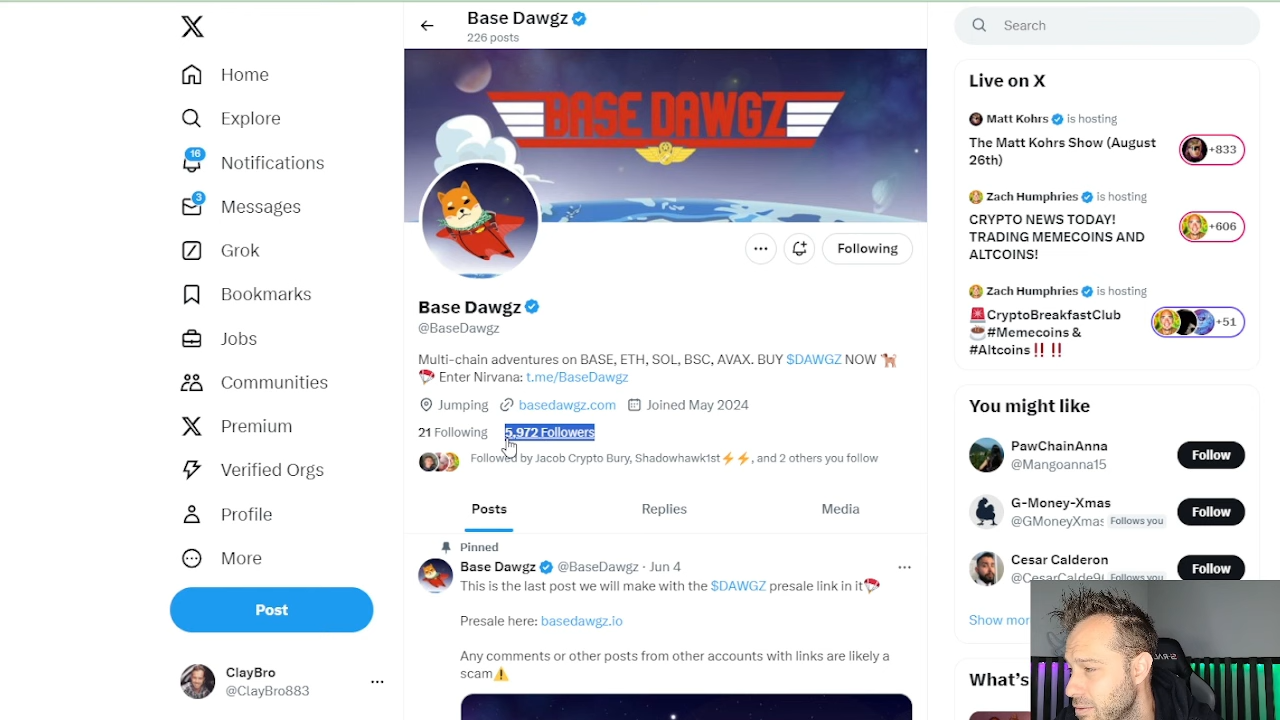 Base Dawgz
226 posts
Home
Explore
16
Notifications
3
Messages
Grok
Bookmarks
Jobs
Communities
Premium
Verified Orgs
Profile
More
Post
ClayBro
@ClayBro883
BASE DAWGZ
Following
Base Dawgz
@BaseDawgz
Multi-chain adventures on BASE, ETH, SOL, BSC, AVAX. BUY $DAWGZ NOW 🐕
🪂 Enter Nirvana: t.me/BaseDawgz
Jumping basedawgz.com Joined May 2024
21 Following 5,972 Followers
Followed by Jacob Crypto Bury, Shadowhawk1st⚡⚡, and 2 others you follow
Posts Replies Media
Pinned
Base Dawgz @BaseDawgz · Jun 4
This is the last post we will make with the $DAWGZ presale link in it🪂
Presale here: basedawgz.io
Any comments or other posts from other accounts with links are likely a
scam⚠️
Search
Live on X
Matt Kohrs is hosting
The Matt Kohrs Show (August
26th)
+833
Zach Humphries is hosting
CRYPTO NEWS TODAY!
TRADING MEMECOINS AND
ALTCOINS!
+606
Zach Humphries is hosting
🚨CryptoBreakfastClub
☕#Memecoins &
#Altcoins‼️‼️
+51
You might like
PawChainAnna
@Mangoanna15
Follow
G-Money-Xmas
@GMoneyXmas Follows you
Follow
Cesar Calderon
@CesarCalde9 Follows you
Follow
Show mor
What's